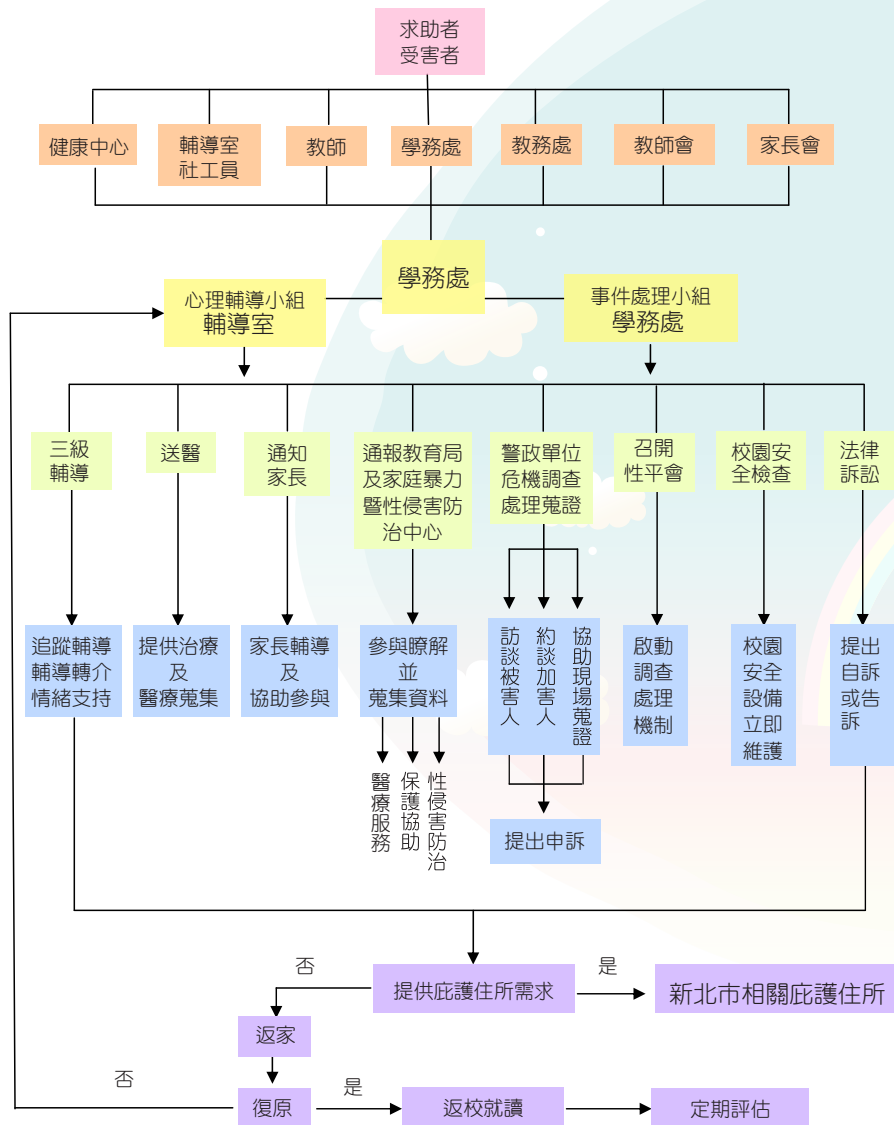 求助者
受害者
健康中心
輔導室
社工員
教師
學務處
教務處
教師會
家長會
學務處
心理輔導小組
輔導室
事件處理小組
學務處
三級
輔導
送醫
通知
家長
通報教育局
及家庭暴力
暨性侵害防
治中心
警政單位
危機調查
處理蒐證
召開
性平會
校園安
全檢查
法律
訴訟
追蹤輔導
輔導轉介
情緒支持
提供治療
及
醫療蒐集
家長輔導
及
協助參與
參與瞭解
並
蒐集資料
訪談被害人
約談加害人
協助現場蒐證
啟動
調查
處理
機制
校園
安全
設備
立即
維護
提出
自訴
或告
訴
醫療服務
保護協助
性侵害防治
提出申訴
否
提供庇護住所需求
是
新北市相關庇護住所
返家
否
復原
是
返校就讀
定期評估